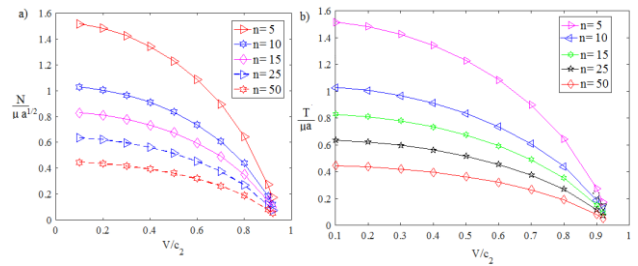 a)
N
μ a^1/2
1.6
1.4
1.2
1
0.8
0.6
0.4
0.2
0
0 0.2 0.4 0.6 0.8 1
V/c₂
n= 5
n= 10
n= 15
n= 25
n= 50
b)
T
μa
1.6
1.4
1.2
1
0.8
0.6
0.4
0.2
0
0.1 0.2 0.3 0.4 0.5 0.6 0.7 0.8 0.9 1
V/c₂
n= 5
n= 10
n= 15
n= 25
n= 50